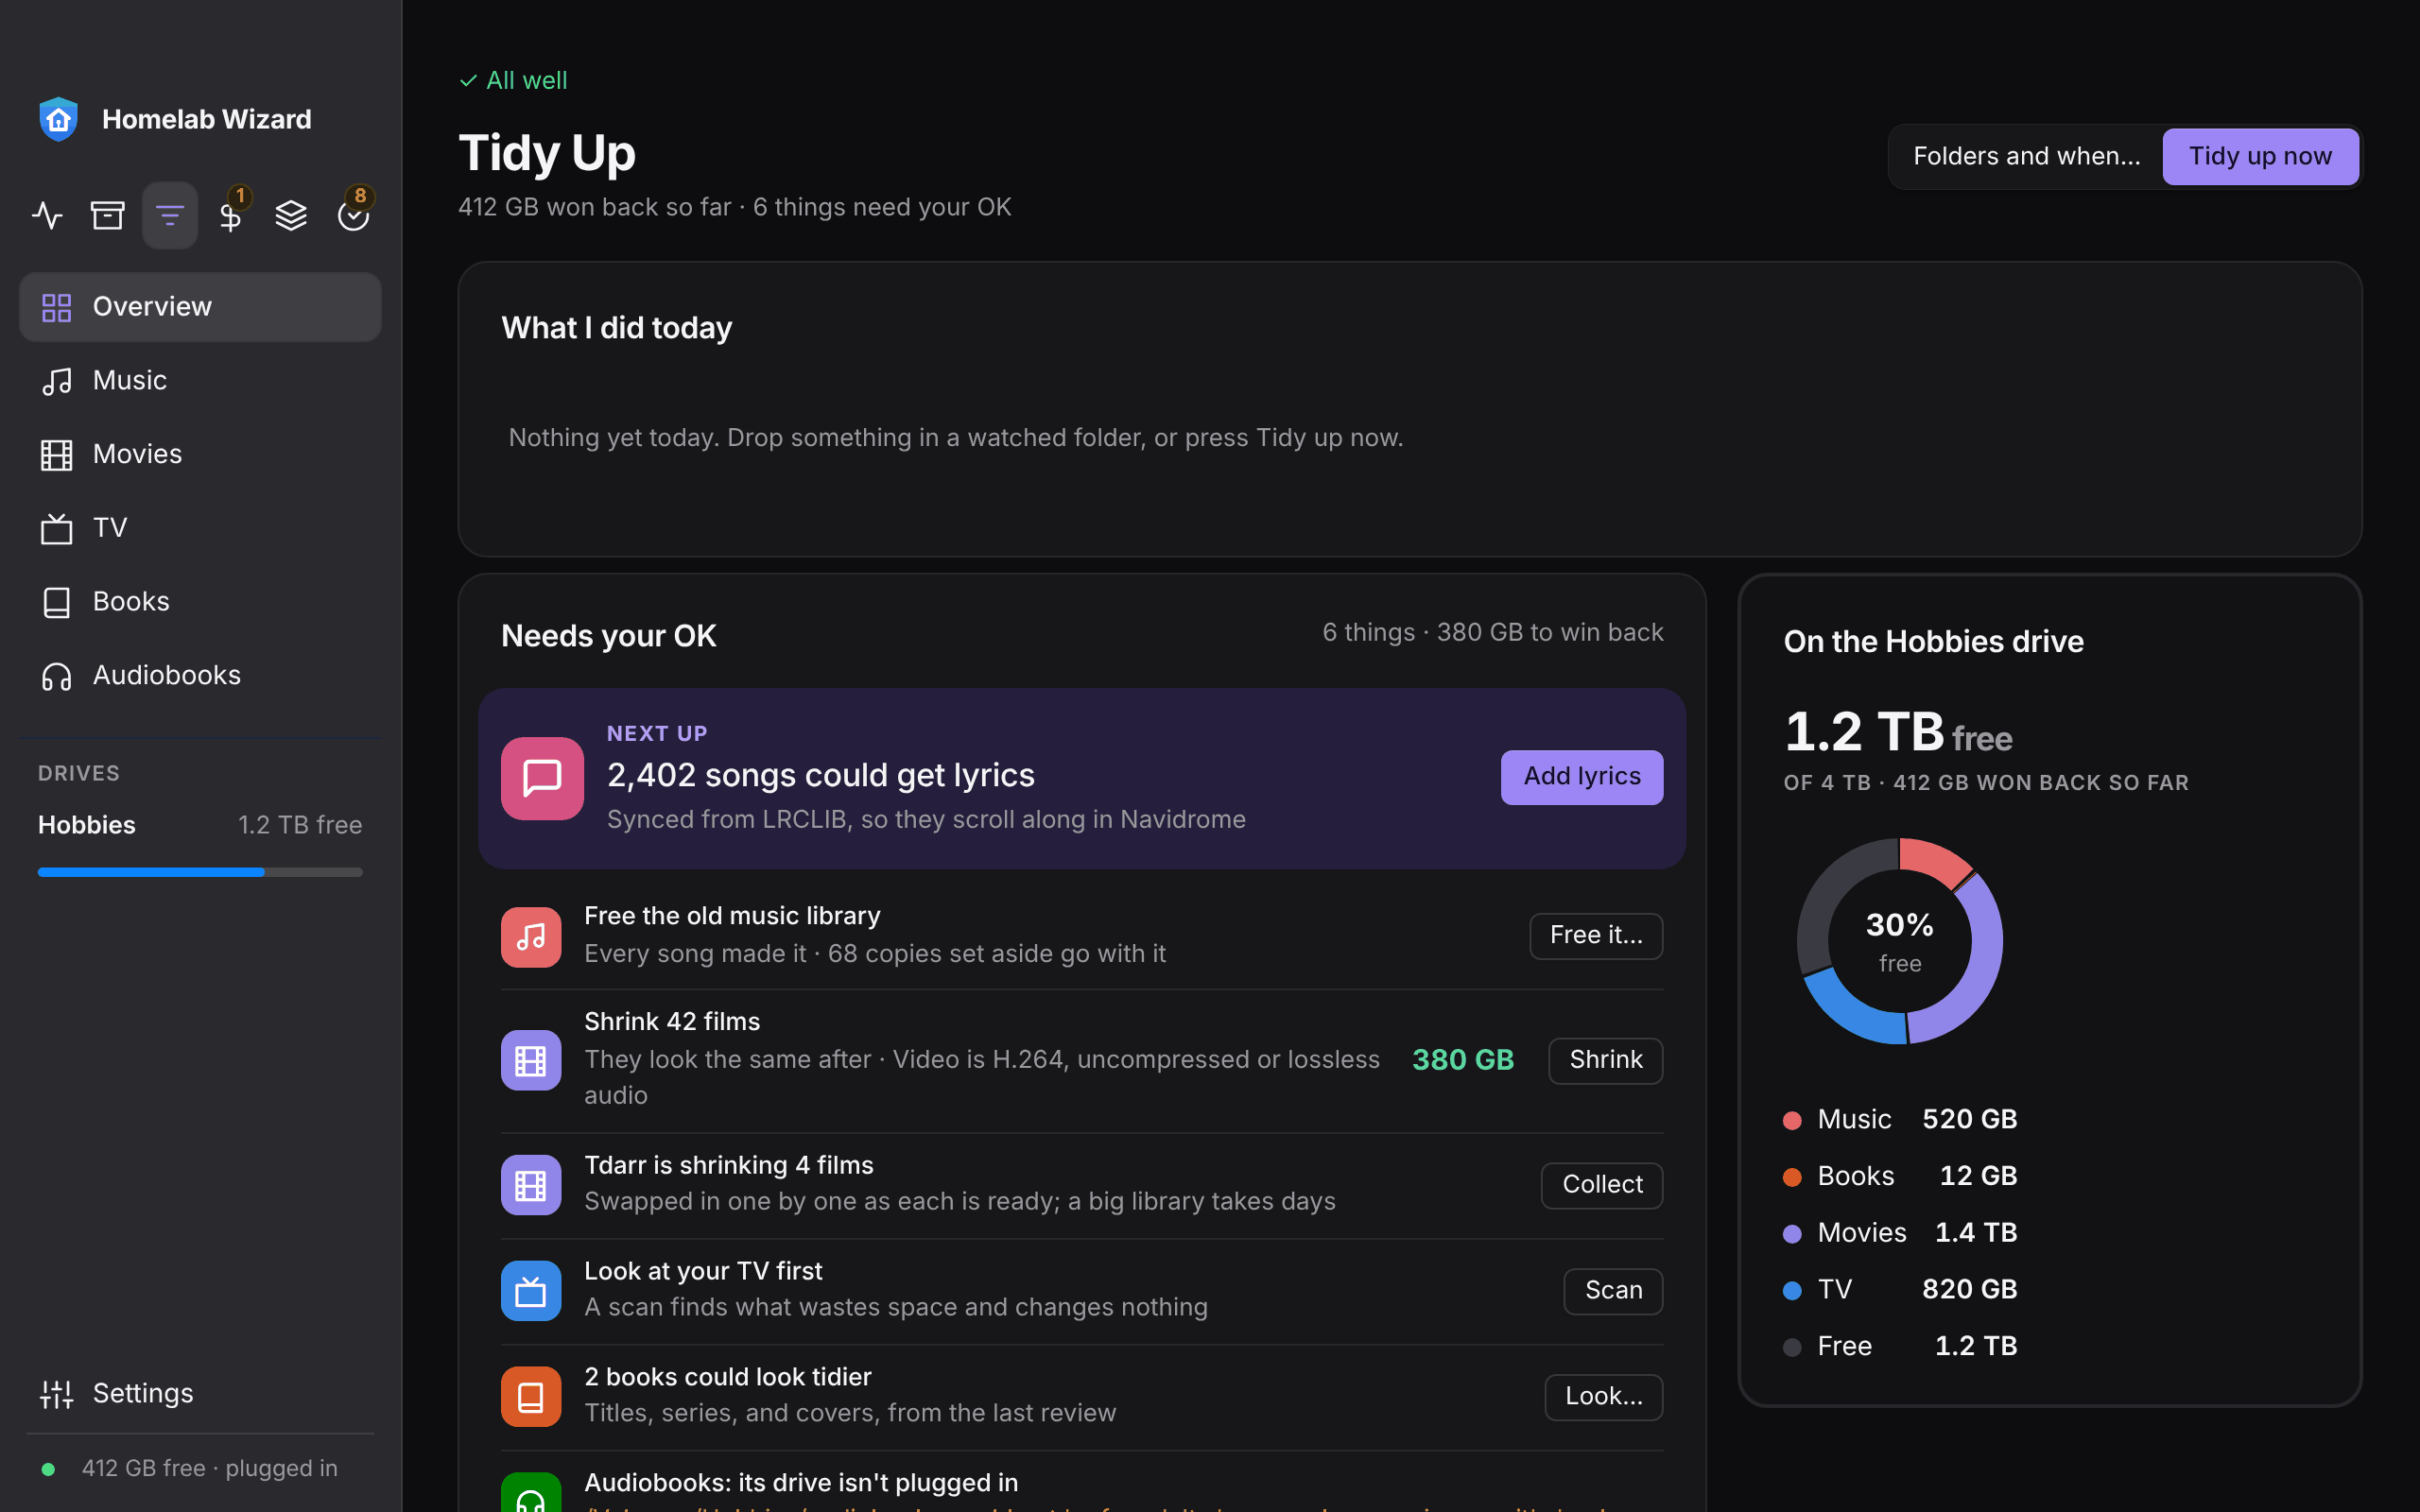 Homelab Wizard
1
8
Overview
Music
Movies
TV
Books
Audiobooks
DRIVES
Hobbies 1.2 TB free
Settings
412 GB free · plugged in
All well
Tidy Up
412 GB won back so far · 6 things need your OK
Folders and when...
Tidy up now
What I did today
Nothing yet today. Drop something in a watched folder, or press Tidy up now.
Needs your OK
6 things · 380 GB to win back
NEXT UP
2,402 songs could get lyrics
Synced from LRCLIB, so they scroll along in Navidrome
Add lyrics
Free the old music library
Every song made it · 68 copies set aside go with it
Free it...
Shrink 42 films
They look the same after · Video is H.264, uncompressed or lossless
audio
380 GB
Shrink
Tdarr is shrinking 4 films
Swapped in one by one as each is ready; a big library takes days
Collect
Look at your TV first
A scan finds what wastes space and changes nothing
Scan
2 books could look tidier
Titles, series, and covers, from the last review
Look...
Audiobooks: its drive isn't plugged in
On the Hobbies drive
1.2 TB free
OF 4 TB · 412 GB WON BACK SO FAR
30%
free
Music 520 GB
Books 12 GB
Movies 1.4 TB
TV 820 GB
Free 1.2 TB